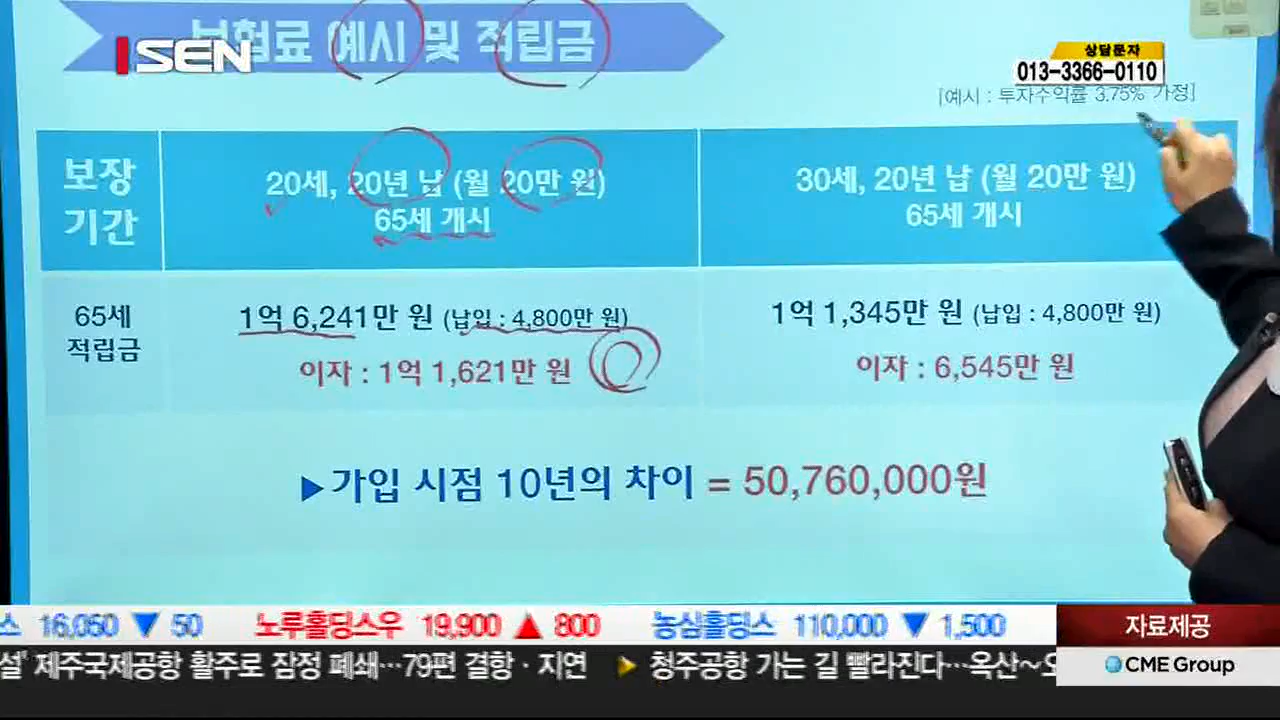 SEN
보험료 예시 및 적립금
상담문자
013-3366-0110
[예시 : 투자수익률 3.75% 가정]
보장
기간
20세, 20년 납 (월 20만 원)
65세 개시
30세, 20년 납 (월 20만 원)
65세 개시
65세
적립금
1억 6,241만 원 (납입 : 4,800만 원)
이자 : 1억 1,621만 원
1억 1,345만 원 (납입 : 4,800만 원)
이자 : 6,545만 원
▶가입 시점 10년의 차이 = 50,760,000원
스 16,050 ▼ 50 노루홀딩스우 19,900 ▲ 800 농심홀딩스 110,000 ▼ 1,500
자료제공
설' 제주국제공항 활주로 잠정 폐쇄…79편 결항·지연 ▶ 청주공항 가는 길 빨라진다…옥산~오
CME Group